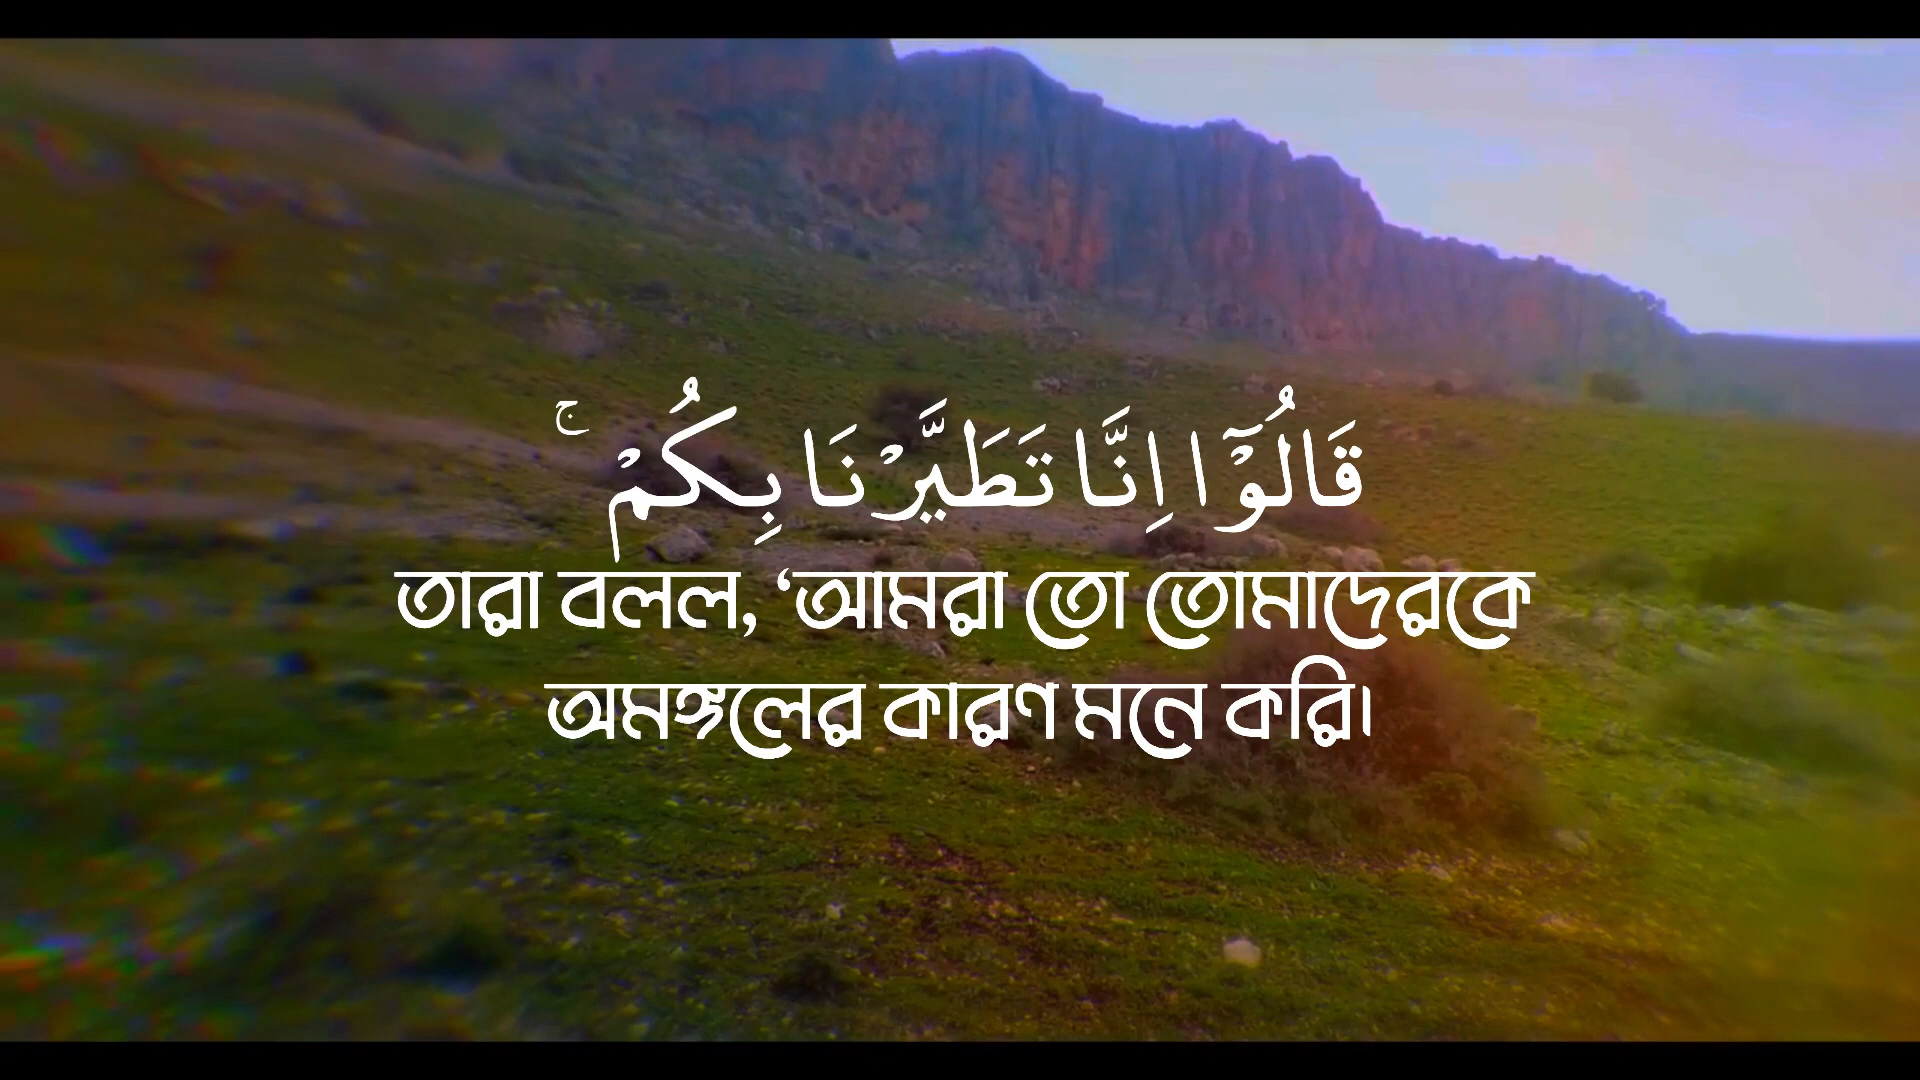 قَالُوْٓا اِنَّا تَطَيَّرْنَا بِكُمْ ۚ
তারা বলল, ‘আমরা তো তোমাদেরকে
অমঙ্গলের কারণ মনে করি।